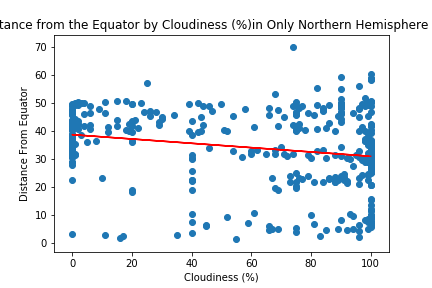 tance from the Equator by Cloudiness (%)in Only Northern Hemisphere
70
60
50
40
30
20
10
0
Distance From Equator
0 20 40 60 80 100
Cloudiness (%)